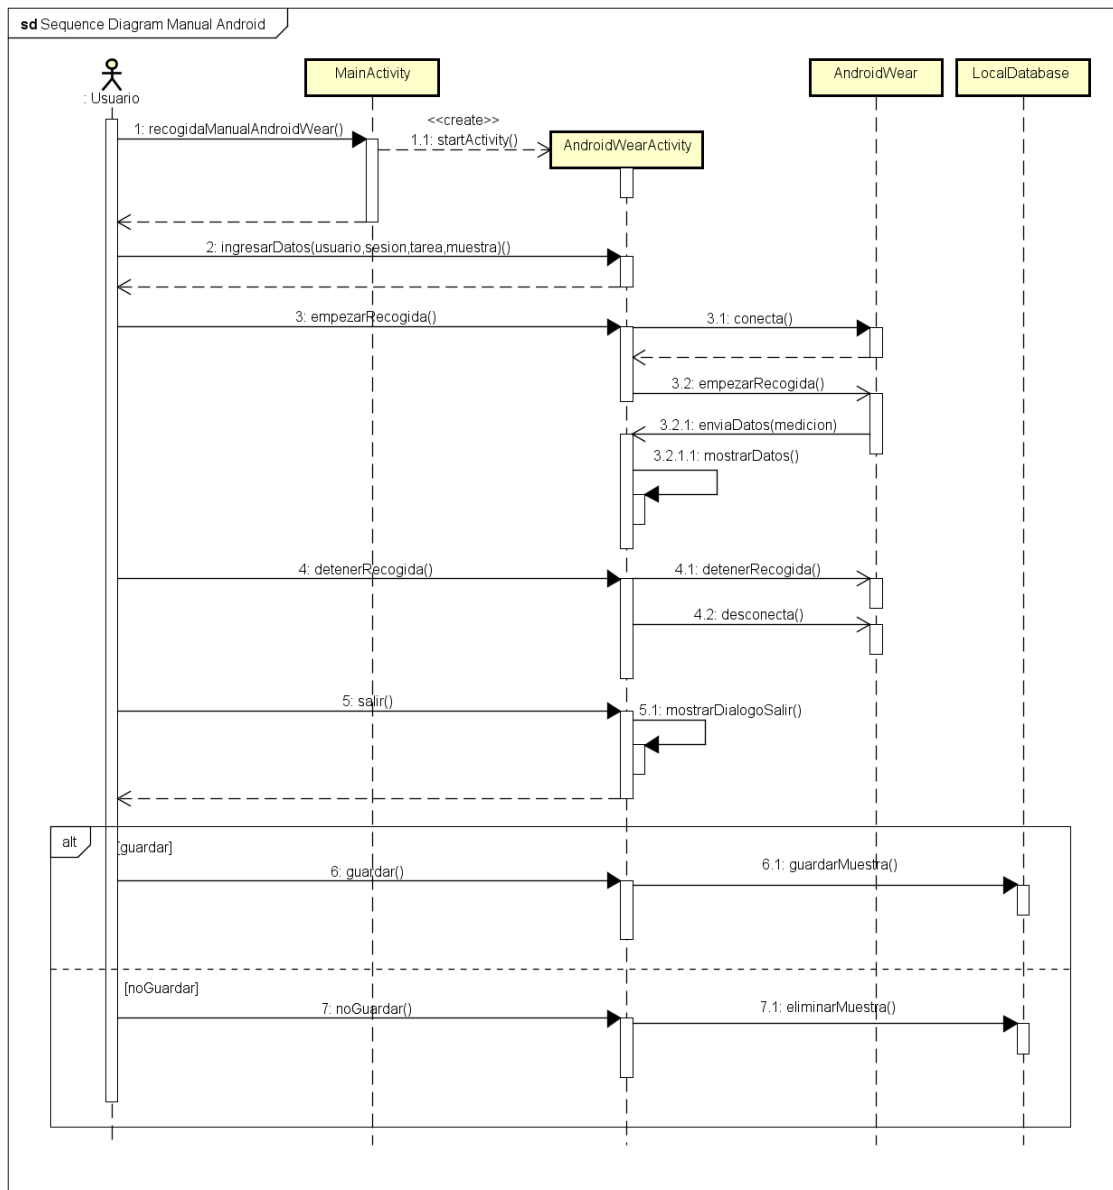 sd Sequence Diagram Manual Android
: Usuario
MainActivity
AndroidWear
LocalDatabase
1: recogidaManualAndroidWear()
<<create>>
1.1: startActivity()
AndroidWearActivity
2: ingresarDatos(usuario,sesion,tarea,muestra)()
3: empezarRecogida()
3.1: conecta()
3.2: empezarRecogida()
3.2.1: enviaDatos(medicion)
3.2.1.1: mostrarDatos()
4: detenerRecogida()
4.1: detenerRecogida()
4.2: desconecta()
5: salir()
5.1: mostrarDialogoSalir()
alt
[guardar]
6: guardar()
6.1: guardarMuestra()
[noGuardar]
7: noGuardar()
7.1: eliminarMuestra()